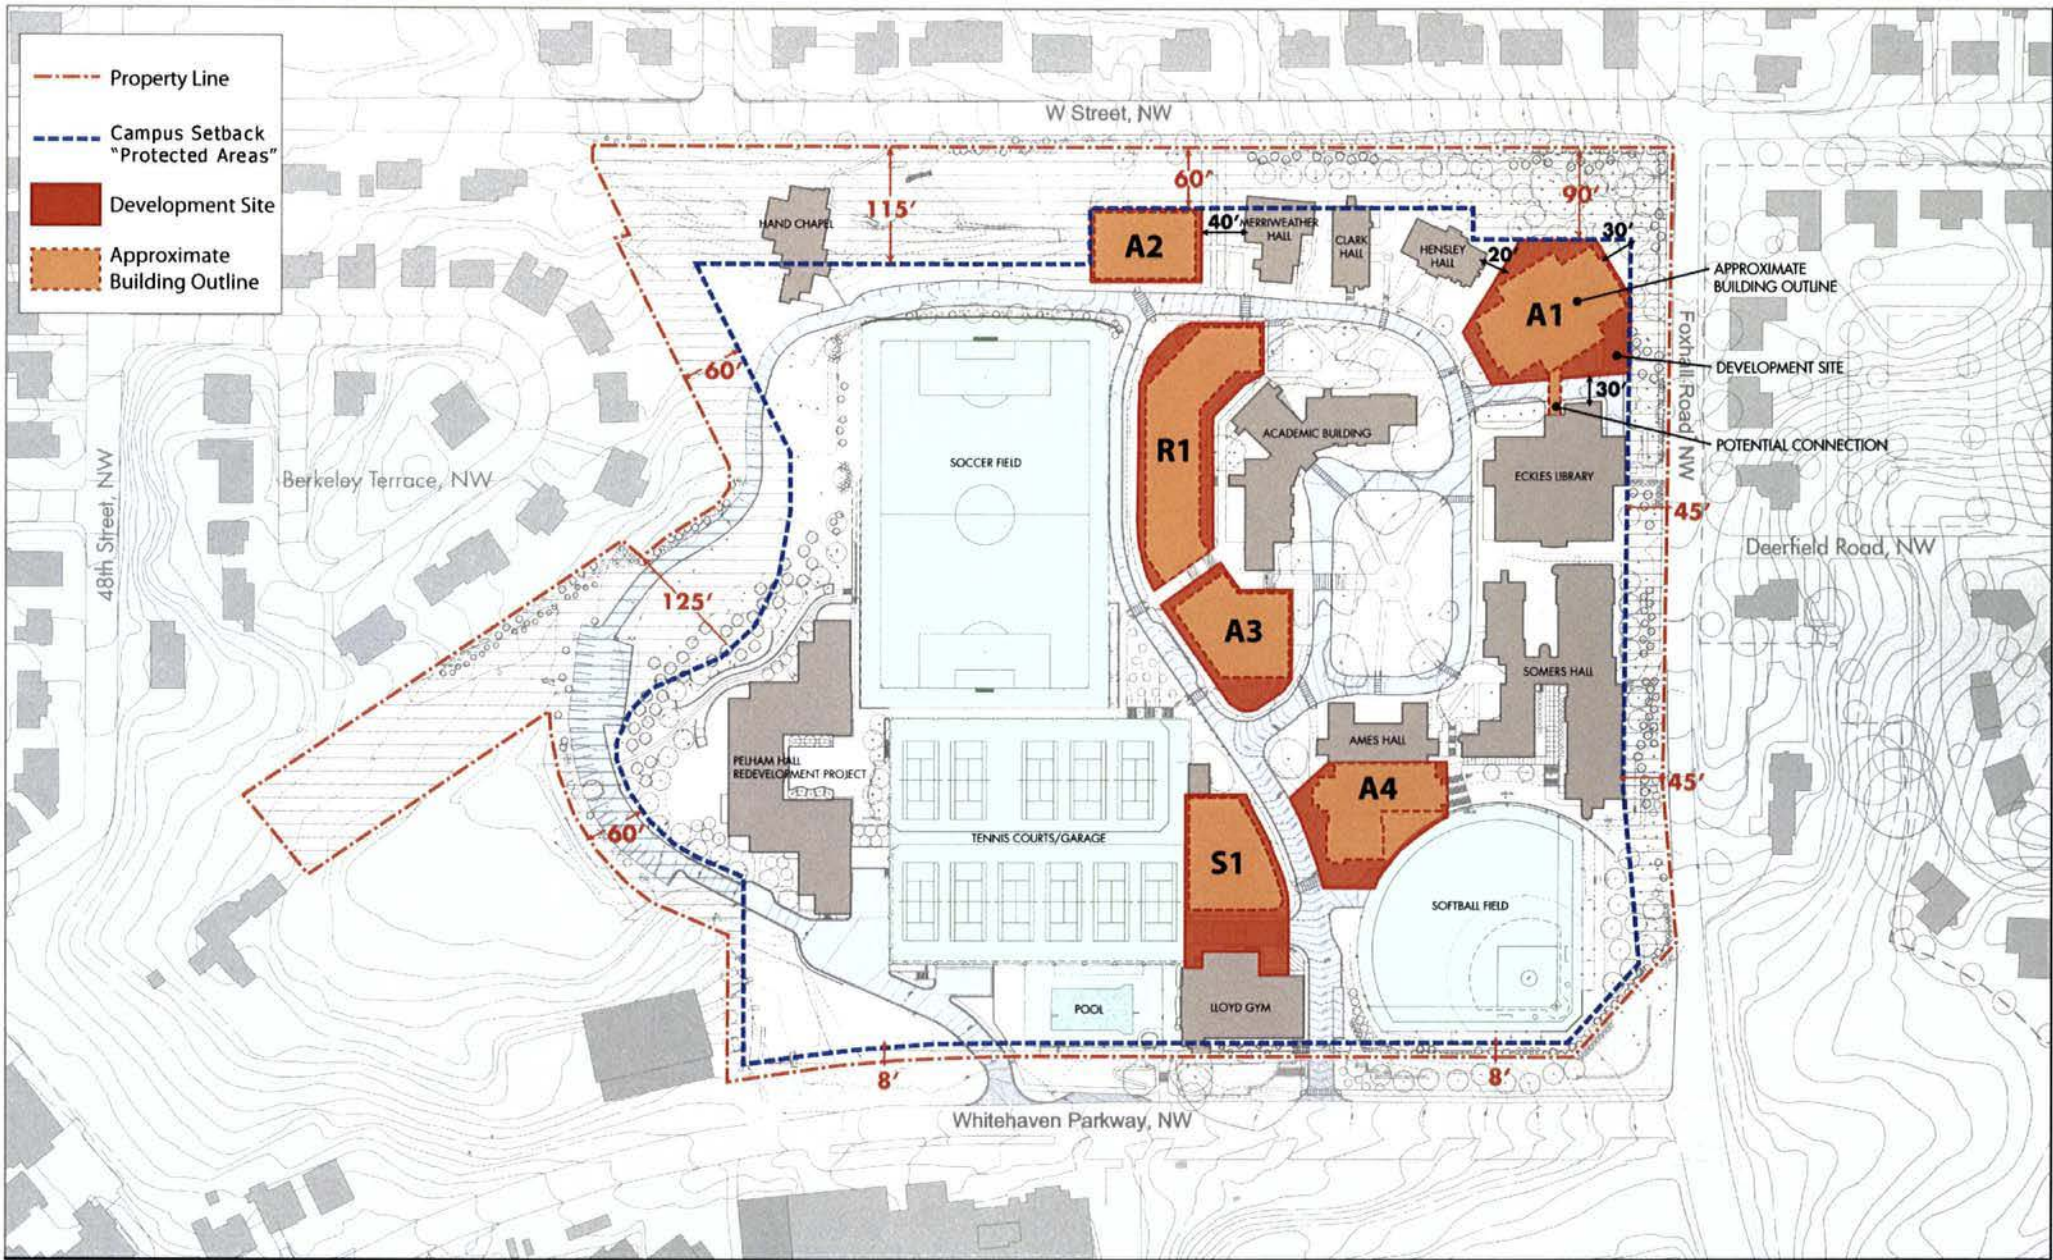 Property Line
Campus Setback
"Protected Areas"
Development Site
Approximate
Building Outline
W Street, NW
60'
90'
115'
HAND CHAPEL
A2
40'
MERRIWEATHER
HALL
CLARK
HALL
HENSLEY
HALL
20'
30'
APPROXIMATE
BUILDING OUTLINE
A1
Foxhall Road NW
DEVELOPMENT SITE
60'
30'
R1
ACADEMIC BUILDING
POTENTIAL CONNECTION
SOCCER FIELD
ECKLES LIBRARY
Berkeley Terrace, NW
48th Street, NW
45'
Deerfield Road, NW
125'
A3
SOMERS HALL
AMES HALL
PELHAM HALL
REDEVELOPMENT PROJECT
A4
45'
60'
TENNIS COURTS/GARAGE
S1
SOFTBALL FIELD
POOL
LLOYD GYM
8'
8'
Whitehaven Parkway, NW